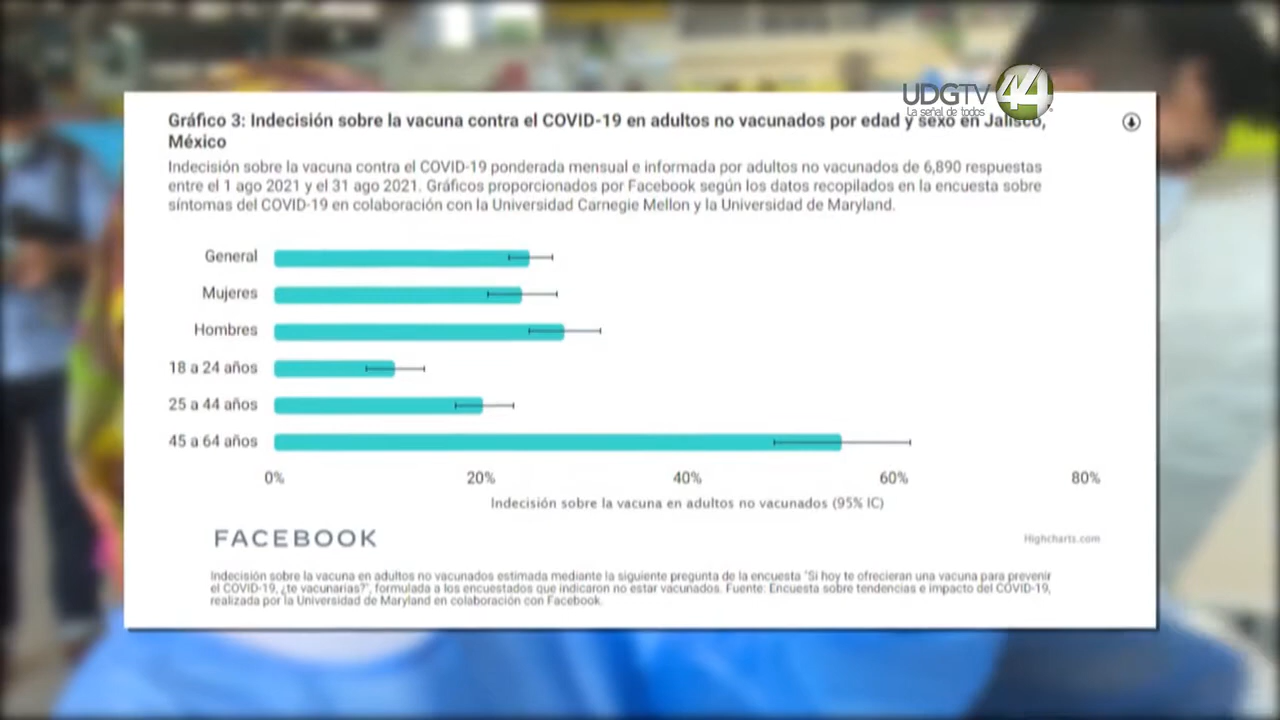 UDGTV 44
La señal de todos
Gráfico 3: Indecisión sobre la vacuna contra el COVID-19 en adultos no vacunados por edad y sexo en Jalisco,
México
Indecisión sobre la vacuna contra el COVID-19 ponderada mensual e informada por adultos no vacunados de 6,890 respuestas
entre el 1 ago 2021 y el 31 ago 2021. Gráficos proporcionados por Facebook según los datos recopilados en la encuesta sobre
síntomas del COVID-19 en colaboración con la Universidad Carnegie Mellon y la Universidad de Maryland.
General
Mujeres
Hombres
18 a 24 años
25 a 44 años
45 a 64 años
0% 20% 40% 60% 80%
Indecisión sobre la vacuna en adultos no vacunados (95% IC)
FACEBOOK
Highcharts.com
Indecisión sobre la vacuna en adultos no vacunados estimada mediante la siguiente pregunta de la encuesta "Si hoy te ofrecieran una vacuna para prevenir
el COVID-19, ¿te vacunarías?", formulada a los encuestados que indicaron no estar vacunados. Fuente: Encuesta sobre tendencias e impacto del COVID-19,
realizada por la Universidad de Maryland en colaboración con Facebook.